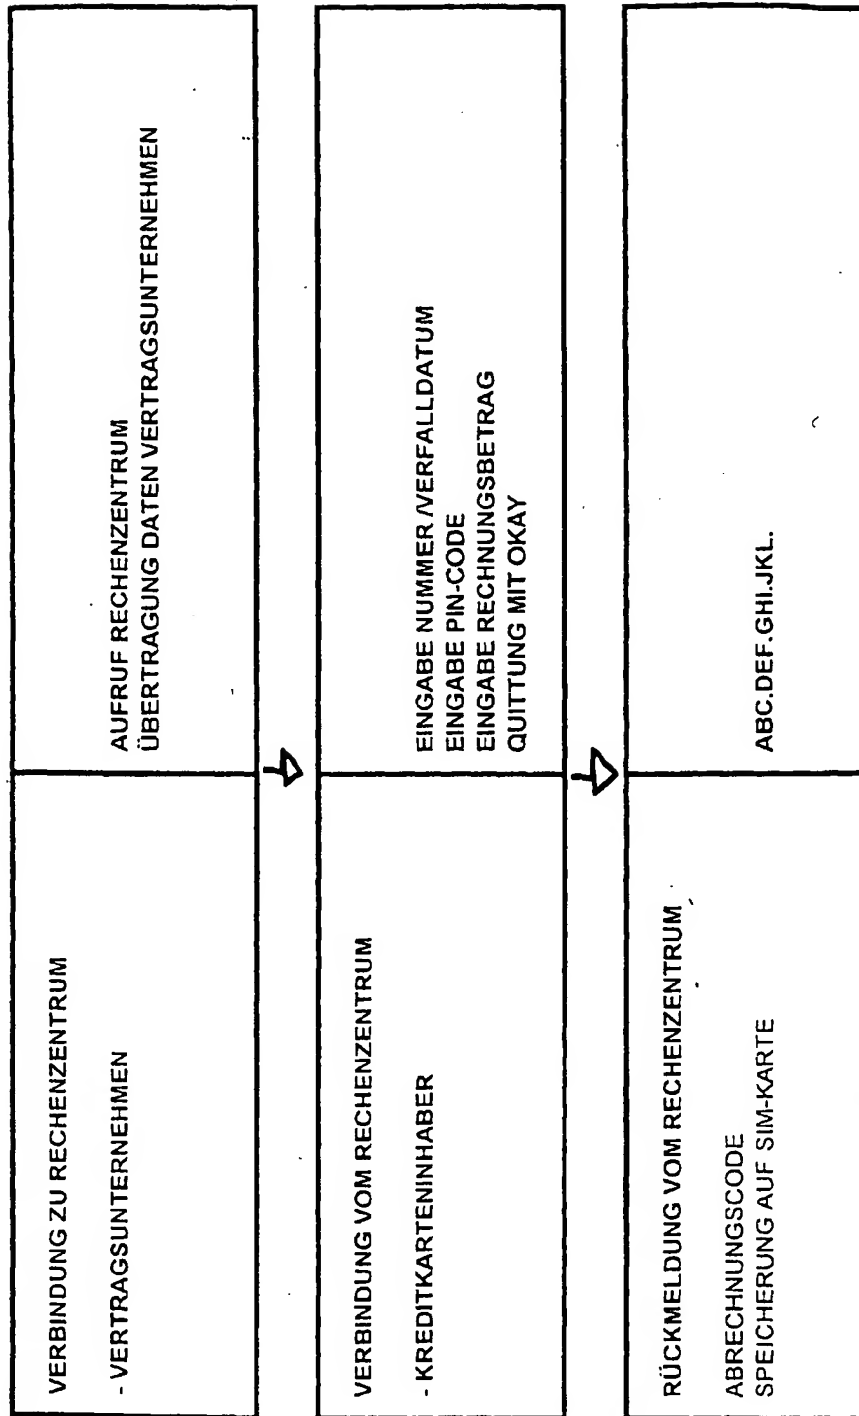 VERBINDUNG ZU RECHENZENTRUM
- VERTRAGSUNTERNEHMEN
AUFRUF RECHENZENTRUM
ÜBERTRAGUNG DATEN VERTRAGSUNTERNEHMEN
VERBINDUNG VOM RECHENZENTRUM
- KREDITKARTENINHABER
EINGABE NUMMER /VERFALLDATUM
EINGABE PIN-CODE
EINGABE RECHNUNGSBETRAG
QUITTUNG MIT OKAY
RÜCKMELDUNG VOM RECHENZENTRUM
ABRECHNUNGSCODE
SPEICHERUNG AUF SIM-KARTE
ABC.DEF.GHI.JKL.